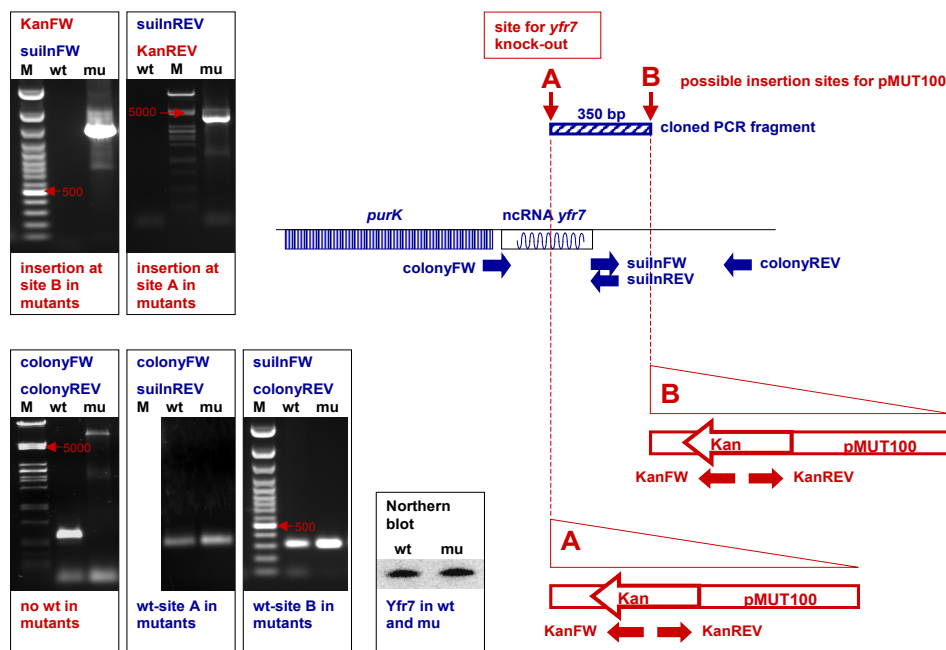 KanFW
suiInFW
M wt mu
500
insertion at
site B in
mutants
suiInREV
KanREV
wt M mu
5000
insertion at
site A in
mutants
site for yfr7
knock-out
A
B
possible insertion sites for pMUT100
350 bp
cloned PCR fragment
purK
ncRNA yfr7
colonyFW
suiInFW
suiInREV
colonyREV
colonyFW
colonyREV
M wt mu
5000
no wt in
mutants
colonyFW
suiInREV
M wt mu
wt-site A in
mutants
suiInFW
colonyREV
M wt mu
500
wt-site B in
mutants
Northern
blot
wt mu
Yfr7 in wt
and mu
B
Kan
pMUT100
KanFW
KanREV
A
Kan
pMUT100
KanFW
KanREV